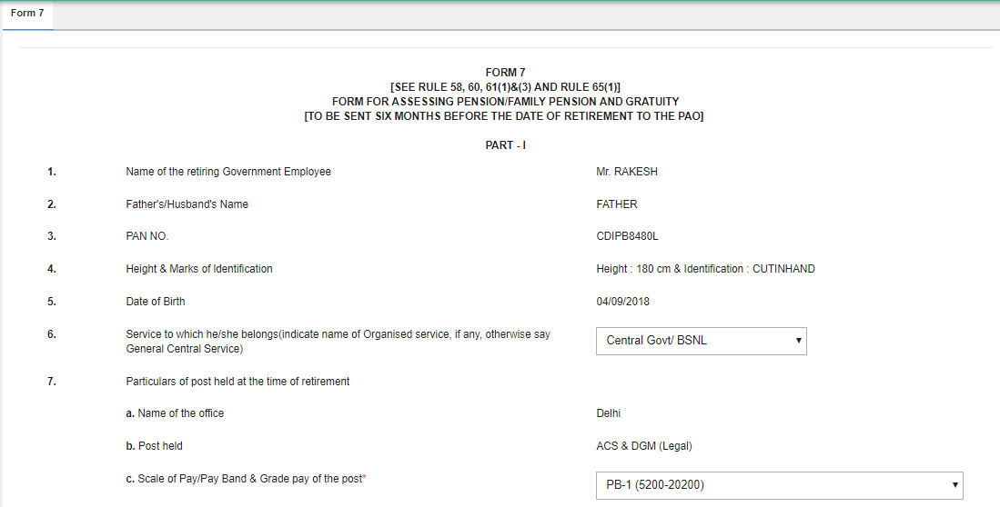 Form 7
FORM 7
[SEE RULE 58, 60, 61(1)&(3) AND RULE 65(1)]
FORM FOR ASSESSING PENSION/FAMILY PENSION AND GRATUITY
[TO BE SENT SIX MONTHS BEFORE THE DATE OF RETIREMENT TO THE PAO]
PART - I
1. Name of the retiring Government Employee Mr. RAKESH
2. Father's/Husband's Name FATHER
3. PAN NO. CDIPB8480L
4. Height & Marks of Identification Height : 180 cm & Identification : CUTINHAND
5. Date of Birth 04/09/2018
6. Service to which he/she belongs(indicate name of Organised service, if any, otherwise say Central Govt/ BSNL
General Central Service)
7. Particulars of post held at the time of retirement
a. Name of the office Delhi
b. Post held ACS & DGM (Legal)
c. Scale of Pay/Pay Band & Grade pay of the post* PB-1 (5200-20200)